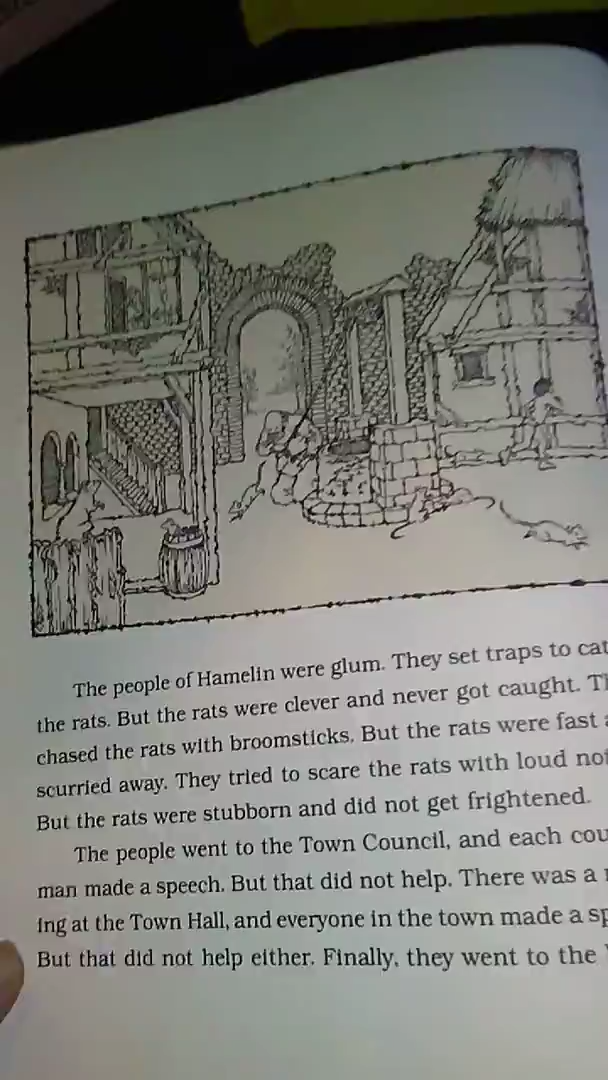 The people of Hamelin were glum. They set traps to cat
the rats. But the rats were clever and never got caught. Th
chased the rats with broomsticks. But the rats were fast a
scurried away. They tried to scare the rats with loud noi
But the rats were stubborn and did not get frightened.
The people went to the Town Council, and each cou
man made a speech. But that did not help. There was a
ing at the Town Hall, and everyone in the town made a sp
But that did not help either. Finally, they went to the